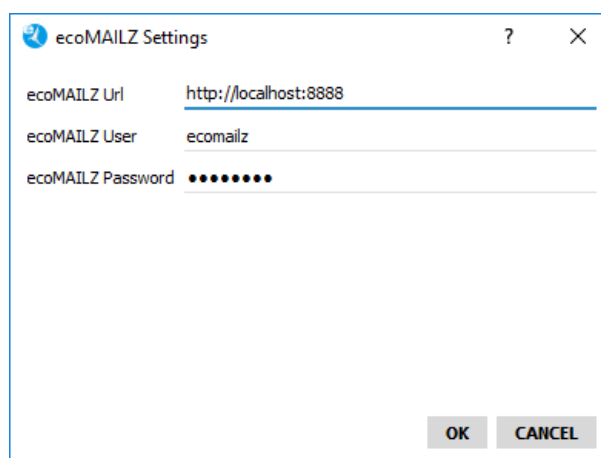 ecoMAILZ Settings ? ×
ecoMAILZ Url http://localhost:8888
ecoMAILZ User ecomailz
ecoMAILZ Password ●●●●●●●●
OK CANCEL